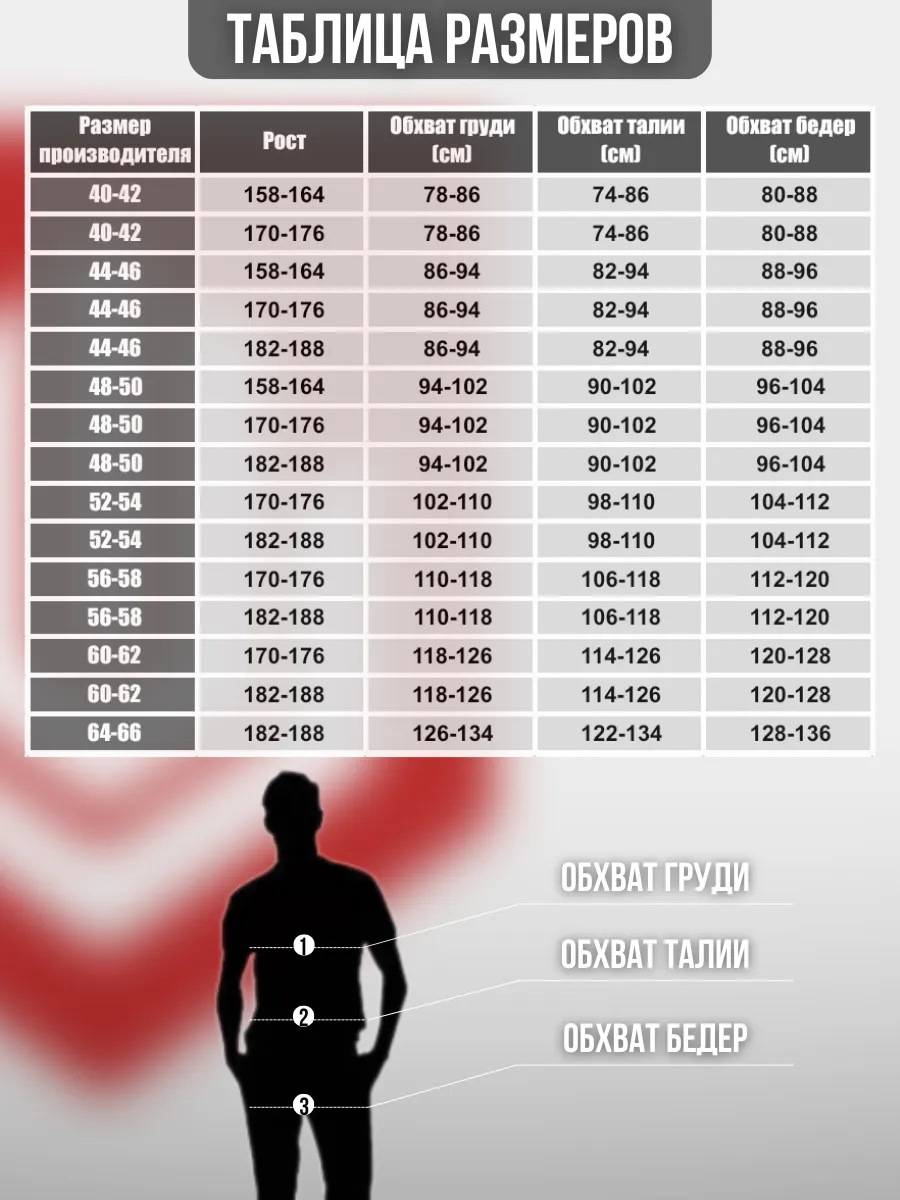 ТАБЛИЦА РАЗМЕРОВ
Размер производителя Рост Обхват груди (см) Обхват талии (см) Обхват бедер (см)
40-42 158-164 78-86 74-86 80-88
40-42 170-176 78-86 74-86 80-88
44-46 158-164 86-94 82-94 88-96
44-46 170-176 86-94 82-94 88-96
44-46 182-188 86-94 82-94 88-96
48-50 158-164 94-102 90-102 96-104
48-50 170-176 94-102 90-102 96-104
48-50 182-188 94-102 90-102 96-104
52-54 170-176 102-110 98-110 104-112
52-54 182-188 102-110 98-110 104-112
56-58 170-176 110-118 106-118 112-120
56-58 182-188 110-118 106-118 112-120
60-62 170-176 118-126 114-126 120-128
60-62 182-188 118-126 114-126 120-128
64-66 182-188 126-134 122-134 128-136
ОБХВАТ ГРУДИ
1
ОБХВАТ ТАЛИИ
2
ОБХВАТ БЕДЕР
3